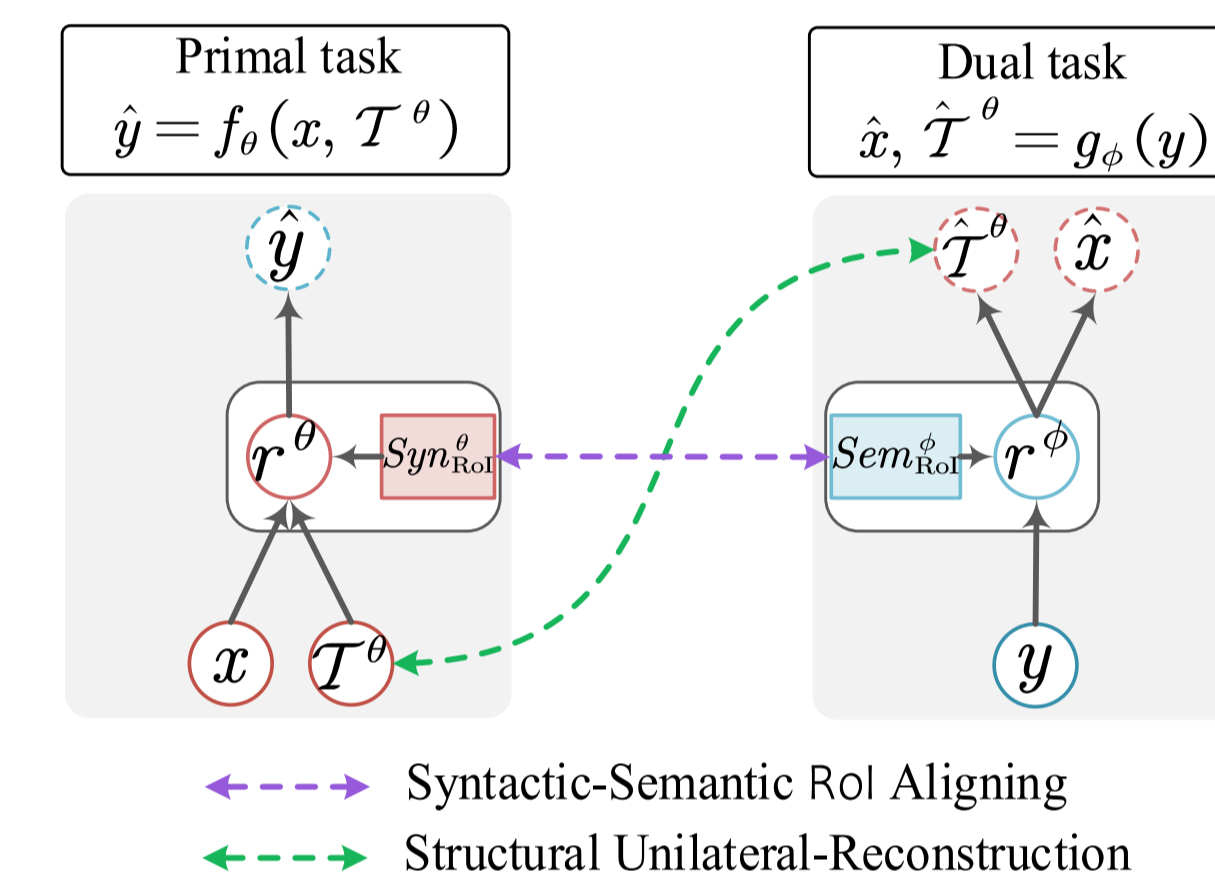 Primal task
ŷ = f_θ(x, 𝒯^θ)
Dual task
x̂, 𝒯̂^θ = g_ϕ(y)
ŷ
𝒯̂^θ
x̂
r^θ
Syn^θ_RoI
Sem^ϕ_RoI
r^ϕ
x
𝒯^θ
y
Syntactic-Semantic RoI Aligning
Structural Unilateral-Reconstruction